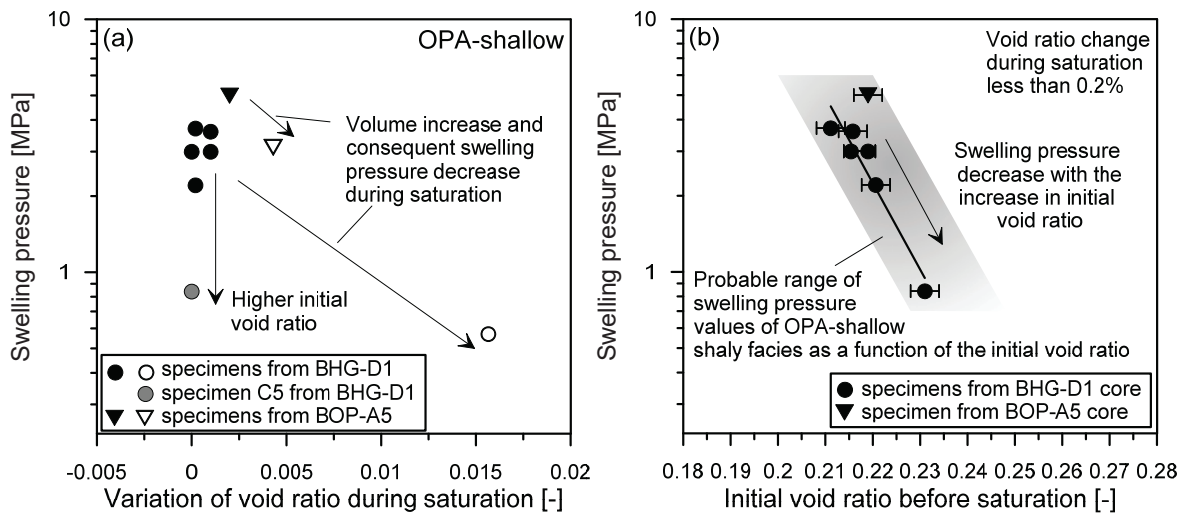 (a)
OPA-shallow
10
1
Swelling pressure [MPa]
Volume increase and
consequent swelling
pressure decrease
during saturation
Higher initial
void ratio
specimens from BHG-D1
specimen C5 from BHG-D1
specimens from BOP-A5
-0.005 0 0.005 0.01 0.015 0.02
Variation of void ratio during saturation [-]
(b)
10
1
Swelling pressure [MPa]
Void ratio change
during saturation
less than 0.2%
Swelling pressure
decrease with the
increase in initial
void ratio
Probable range of
swelling pressure
values of OPA-shallow
shaly facies as a function of the initial void ratio
specimens from BHG-D1 core
specimen from BOP-A5 core
0.18 0.19 0.2 0.21 0.22 0.23 0.24 0.25 0.26 0.27 0.28
Initial void ratio before saturation [-]